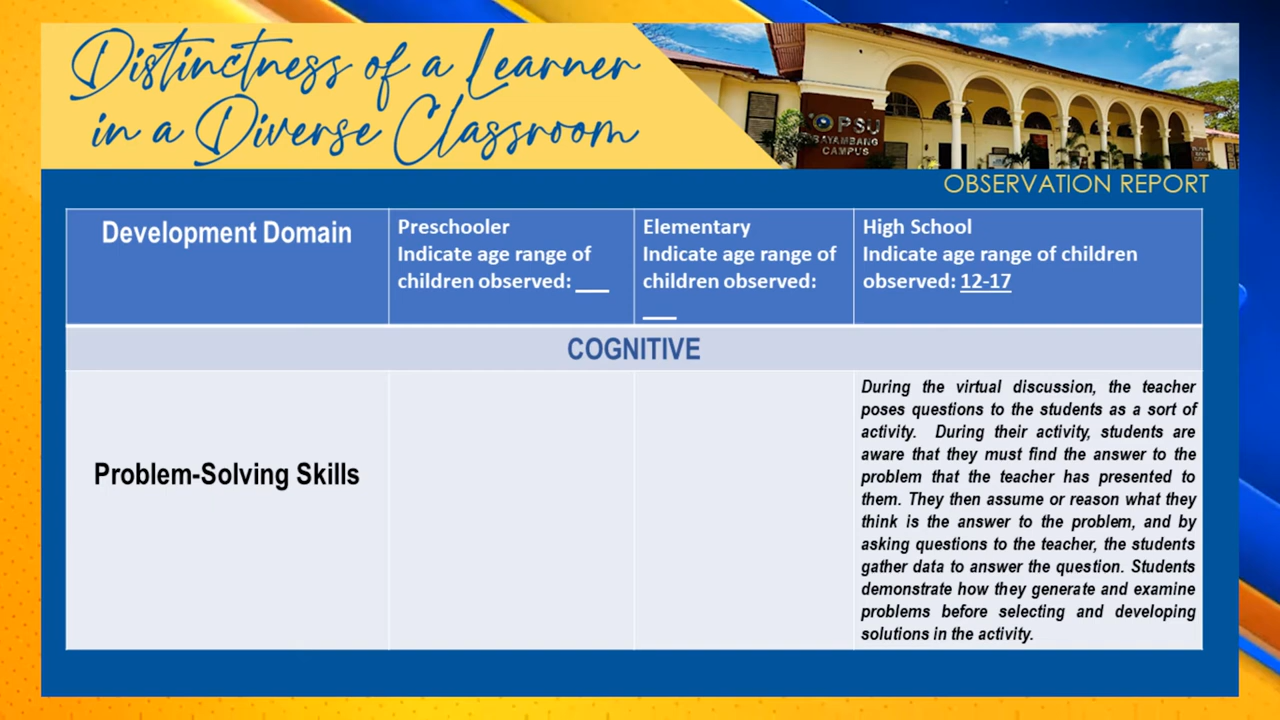 Distinctness of a Learner
in a Diverse Classroom
PSU
BAYAMBANG
CAMPUS
OBSERVATION REPORT
Development Domain
Preschooler
Indicate age range of
children observed: ___
Elementary
Indicate age range of
children observed:
___
High School
Indicate age range of children
observed: 12-17
COGNITIVE
Problem-Solving Skills
During the virtual discussion, the teacher
poses questions to the students as a sort of
activity. During their activity, students are
aware that they must find the answer to the
problem that the teacher has presented to
them. They then assume or reason what they
think is the answer to the problem, and by
asking questions to the teacher, the students
gather data to answer the question. Students
demonstrate how they generate and examine
problems before selecting and developing
solutions in the activity.